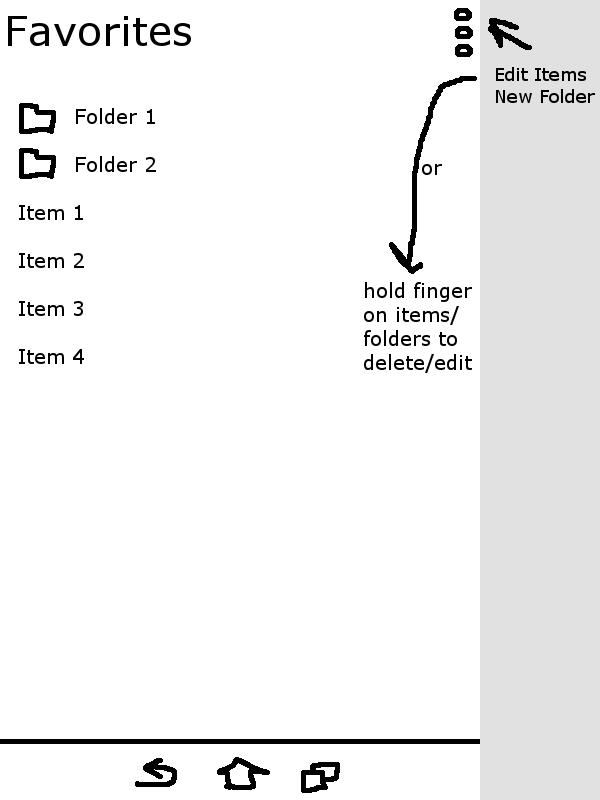 Favorites
Edit Items
New Folder
Folder 1
or
Folder 2
Item 1
Item 2
hold finger
on items/
folders to
delete/edit
Item 3
Item 4